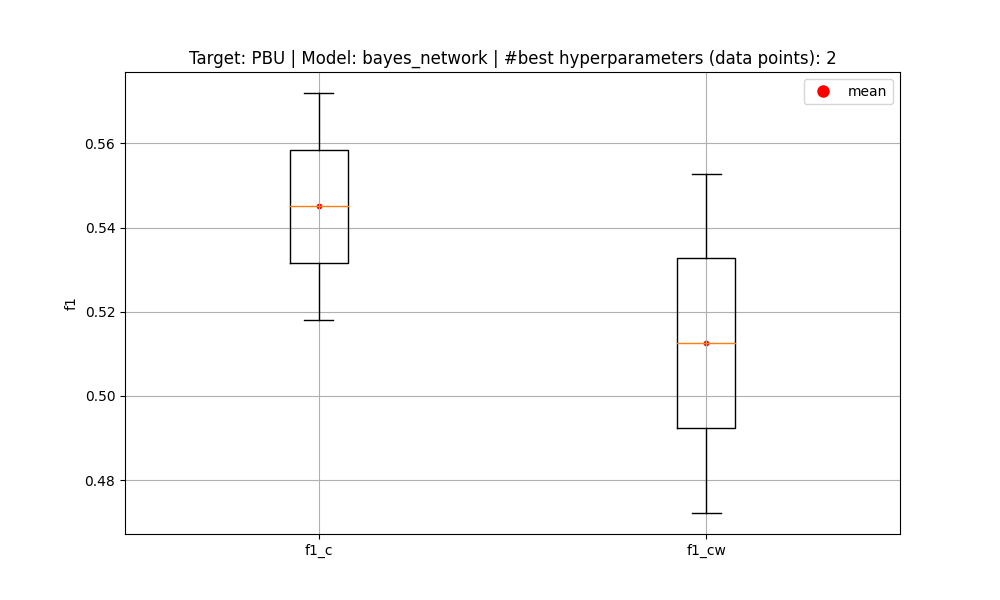 Target: PBU | Model: bayes_network | #best hyperparameters (data points): 2
mean
0.56
0.54
0.52
0.50
0.48
f1
f1_c
f1_cw